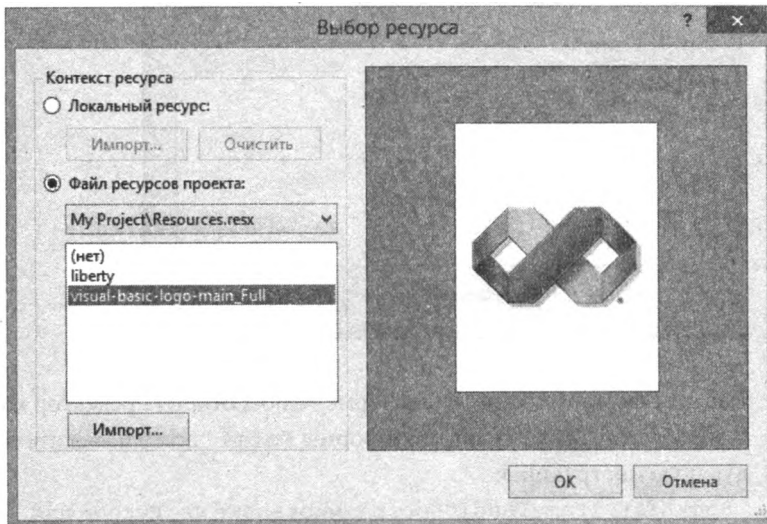 Выбор ресурса
Контекст ресурса
Локальный ресурс:
Импорт... Очистить
Файл ресурсов проекта:
My Project\Resources.resx
(нет)
liberty
visual-basic-logo-main_Full
Импорт...
ОК Отмена